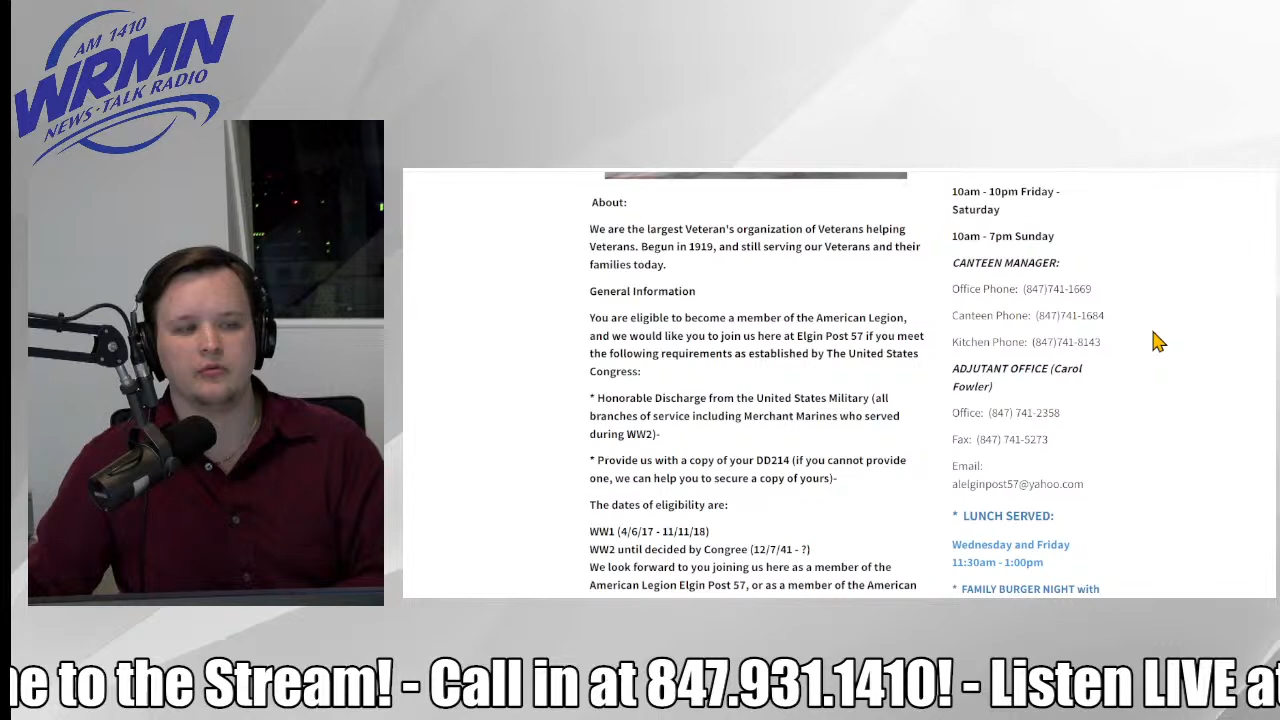 AM 1410
WRMN
NEWS·TALK RADIO
About:
We are the largest Veteran's organization of Veterans helping
Veterans. Begun in 1919, and still serving our Veterans and their
families today.
General Information
You are eligible to become a member of the American Legion,
and we would like you to join us here at Elgin Post 57 if you meet
the following requirements as established by The United States
Congress:
* Honorable Discharge from the United States Military (all
branches of service including Merchant Marines who served
during WW2)-
* Provide us with a copy of your DD214 (if you cannot provide
one, we can help you to secure a copy of yours)-
The dates of eligibility are:
WW1 (4/6/17 - 11/11/18)
WW2 until decided by Congree (12/7/41 - ?)
We look forward to you joining us here as a member of the
American Legion Elgin Post 57, or as a member of the American
10am - 10pm Friday -
Saturday
10am - 7pm Sunday
CANTEEN MANAGER:
Office Phone: (847)741-1669
Canteen Phone: (847)741-1684
Kitchen Phone: (847)741-8143
ADJUTANT OFFICE (Carol
Fowler)
Office: (847) 741-2358
Fax: (847) 741-5273
Email:
alelginpost57@yahoo.com
* LUNCH SERVED:
Wednesday and Friday
11:30am - 1:00pm
* FAMILY BURGER NIGHT with
to the Stream! - Call in at 847.931.1410! - Listen LIVE